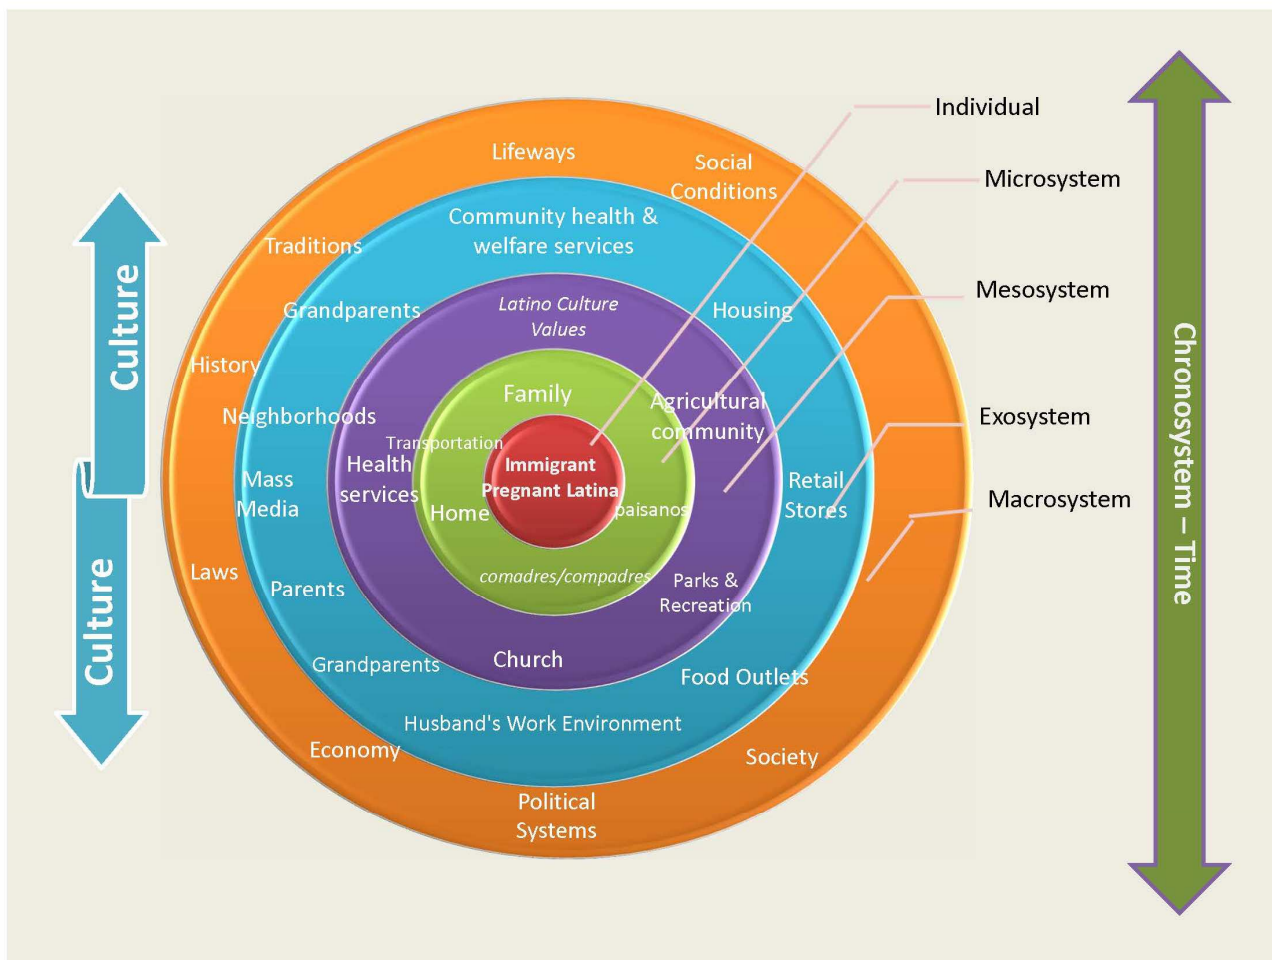 Individual
Lifeways
Social
Conditions
Microsystem
Community health &
welfare services
Traditions
Culture
Grandparents
Latino Culture
Values
Housing
Mesosystem
History
Family
Agricultural
community
Neighborhoods
Transportation
Exosystem
Health
services
Immigrant
Pregnant Latina
Mass
Media
Home
paisanos
Retail
Stores
Macrosystem
Chronosystem – Time
Laws
Parents
comadres/compadres
Parks &
Recreation
Culture
Grandparents
Church
Food Outlets
Husband's Work Environment
Economy
Society
Political
Systems